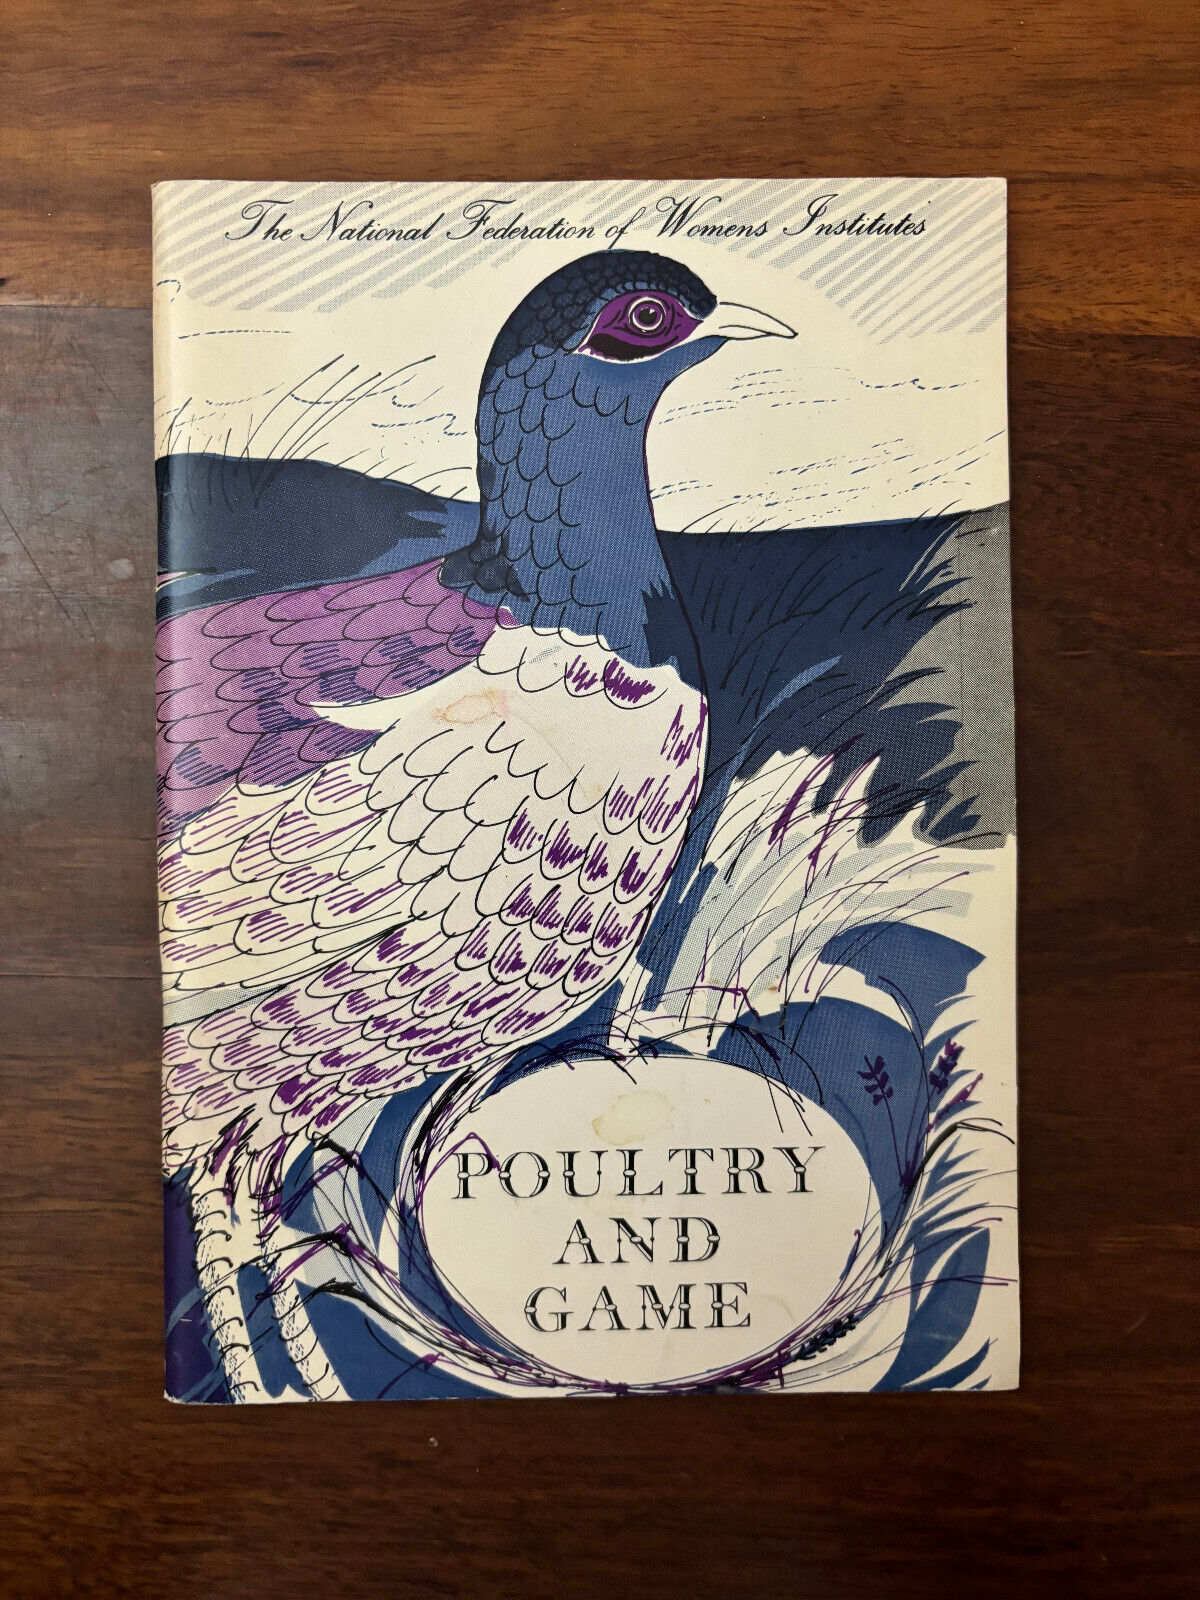 The National Federation of Womens Institutes
POULTRY
AND
GAME